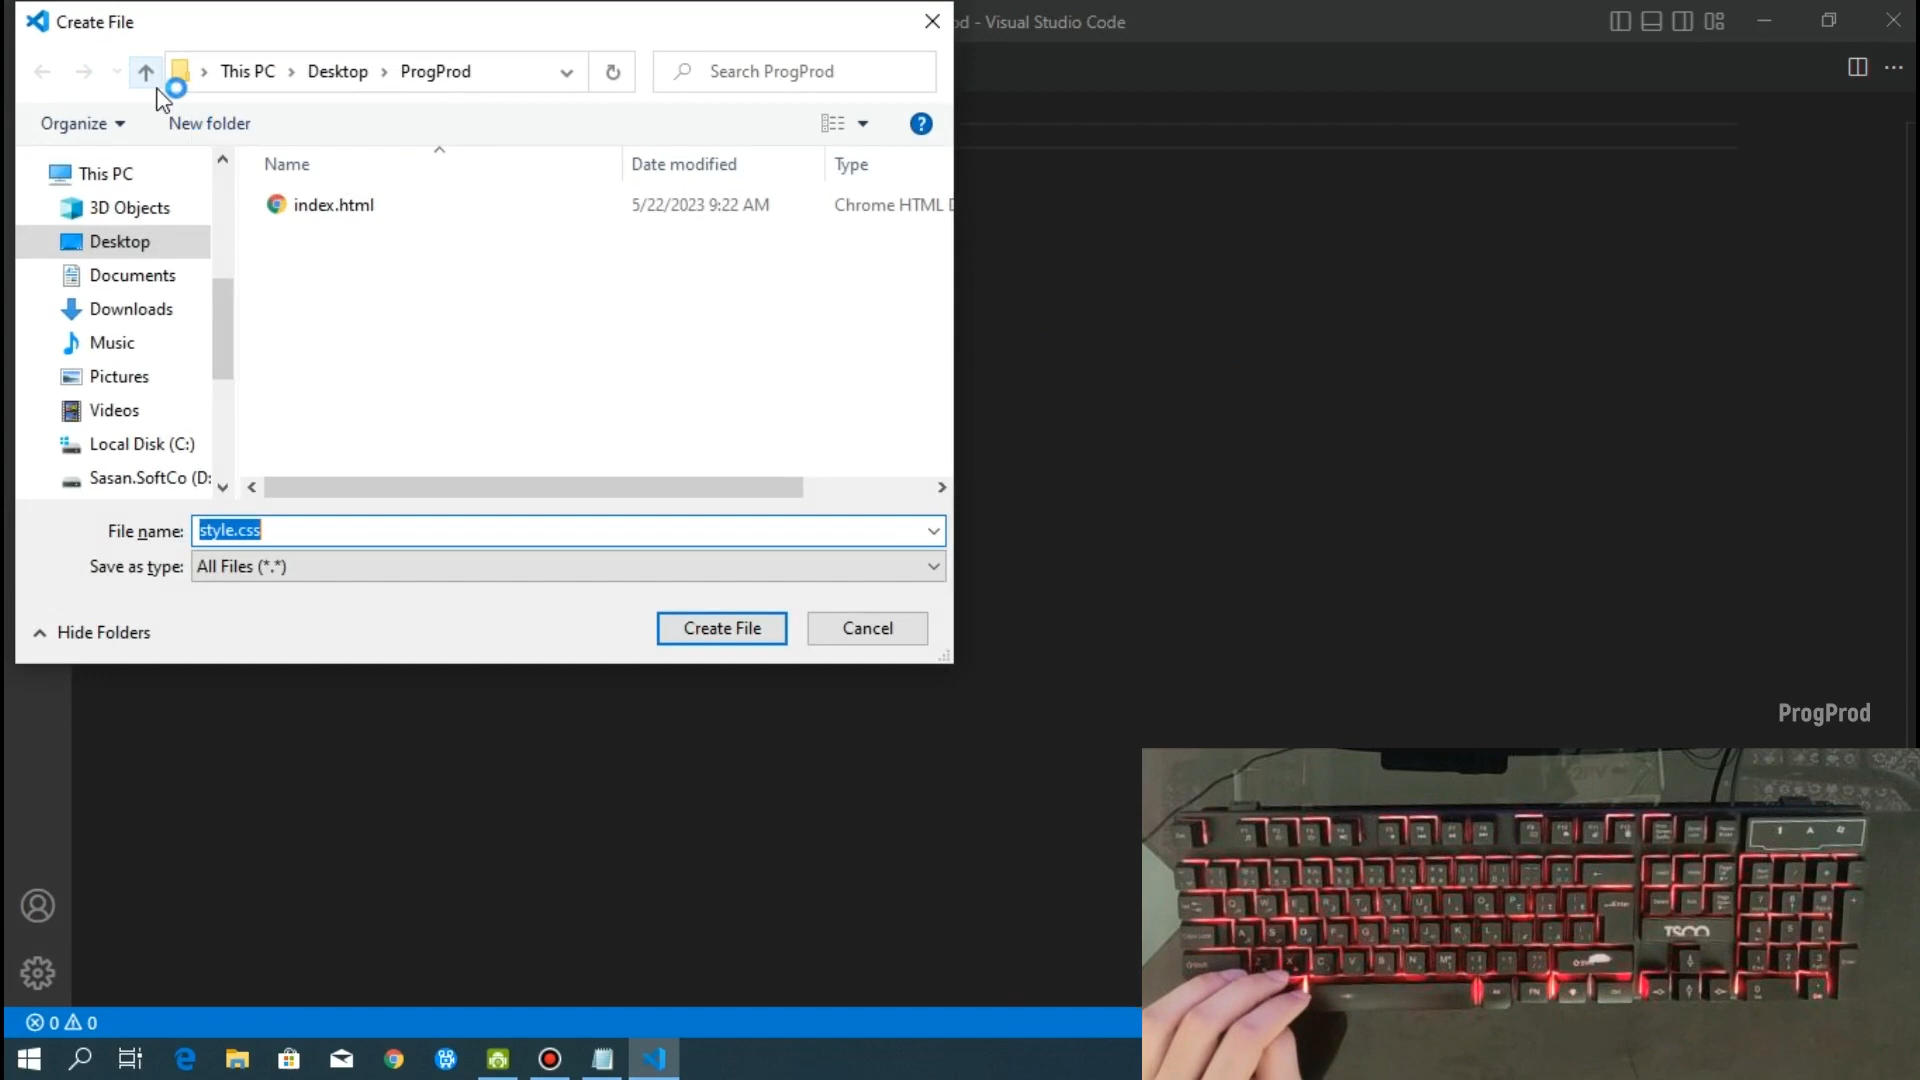 Create File
od - Visual Studio Code
This PC
Desktop
ProgProd
Search ProgProd
Organize
New folder
Name
Date modified
Type
index.html
5/22/2023 9:22 AM
Chrome HTML D
This PC
3D Objects
Desktop
Documents
Downloads
Music
Pictures
Videos
Local Disk (C:)
Sasan.SoftCo (D:
File name:
style.css
Save as type:
All Files (*.*)
Hide Folders
Create File
Cancel
ProgProd
0
0
TSCO